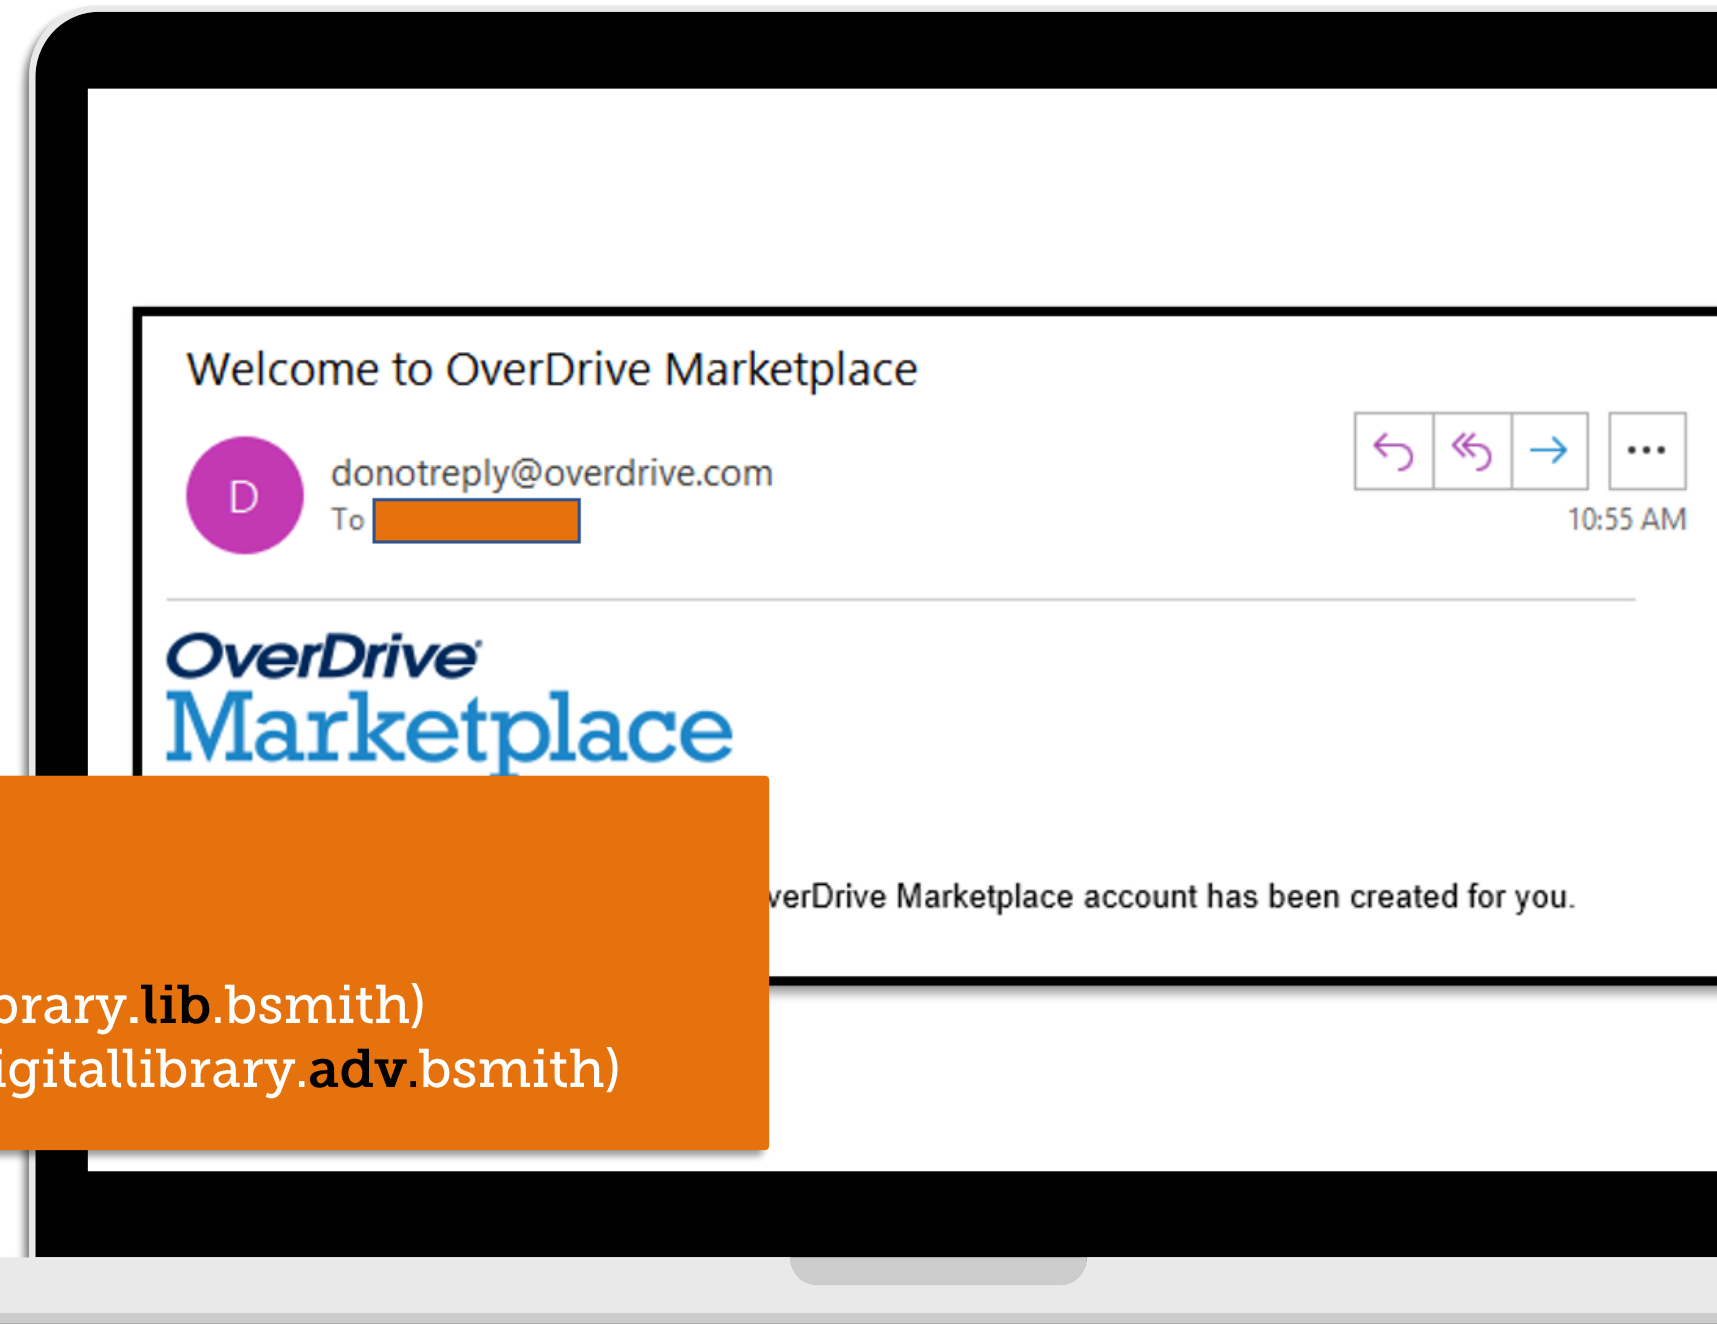 Welcome to OverDrive Marketplace
D
donotreply@overdrive.com
To
10:55 AM
OverDrive
Marketplace
verDrive Marketplace account has been created for you.
brary.lib.bsmith)
igitallibrary.adv.bsmith)